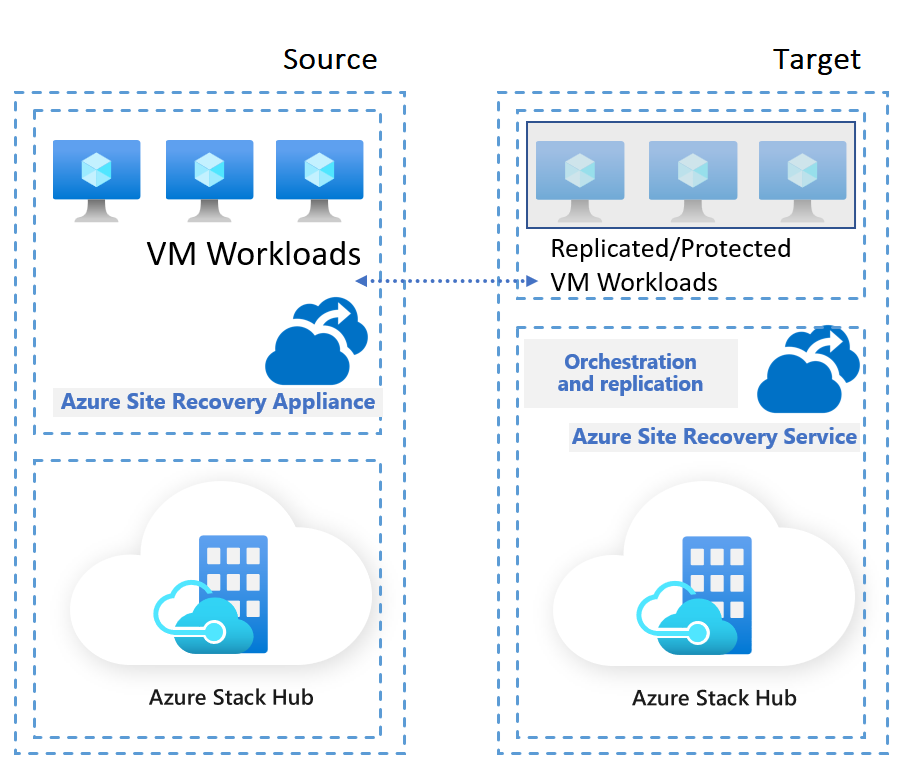 Source
Target
VM Workloads
Azure Site Recovery Appliance
Azure Stack Hub
Replicated/Protected
VM Workloads
Orchestration
and replication
Azure Site Recovery Service
Azure Stack Hub